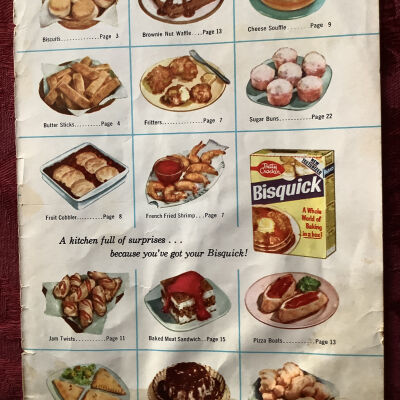 Biscuits..............Page 3
Brownie Nut Waffle....Page 13
Cheese Souffle........Page 9
Butter Sticks..........Page 4
Fritters..............Page 7
Sugar Buns.........Page 22
Fruit Cobbler.........Page 8
French Fried Shrimp...Page 7
Betty
Crocker
Bisquick
A Whole
World of
Baking
in a box!
A kitchen full of surprises . . .
because you've got your Bisquick!
Jam Twists..........Page 11
Baked Meat Sandwich..Page 15
Pizza Boats..........Page 13